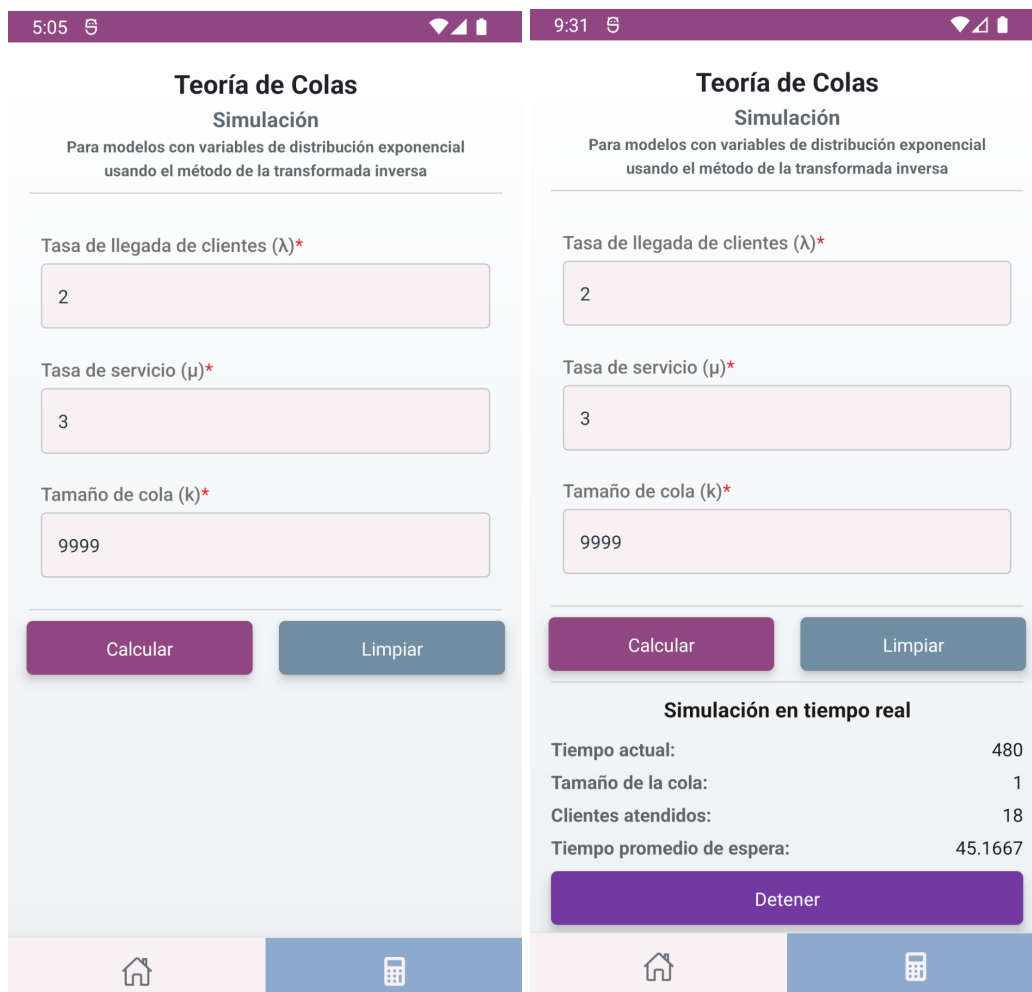 5:05
Teoría de Colas
Simulación
Para modelos con variables de distribución exponencial
usando el método de la transformada inversa
Tasa de llegada de clientes (λ)*
2
Tasa de servicio (μ)*
3
Tamaño de cola (k)*
9999
Calcular
Limpiar
9:31
Teoría de Colas
Simulación
Para modelos con variables de distribución exponencial
usando el método de la transformada inversa
Tasa de llegada de clientes (λ)*
2
Tasa de servicio (μ)*
3
Tamaño de cola (k)*
9999
Calcular
Limpiar
Simulación en tiempo real
Tiempo actual: 480
Tamaño de la cola: 1
Clientes atendidos: 18
Tiempo promedio de espera: 45.1667
Detener